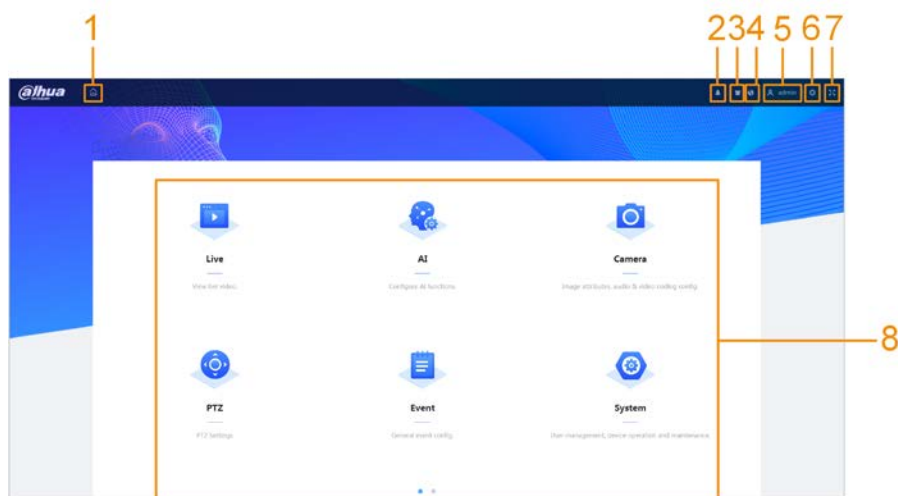 1
2 3 4 5 6 7
alhua
admin
Live
AI
Camera
View live video.
Configure AI functions.
Image attributes, audio & video coding config.
PTZ
Event
System
PTZ Settings
General event config.
User management, device operation and maintenance.
8